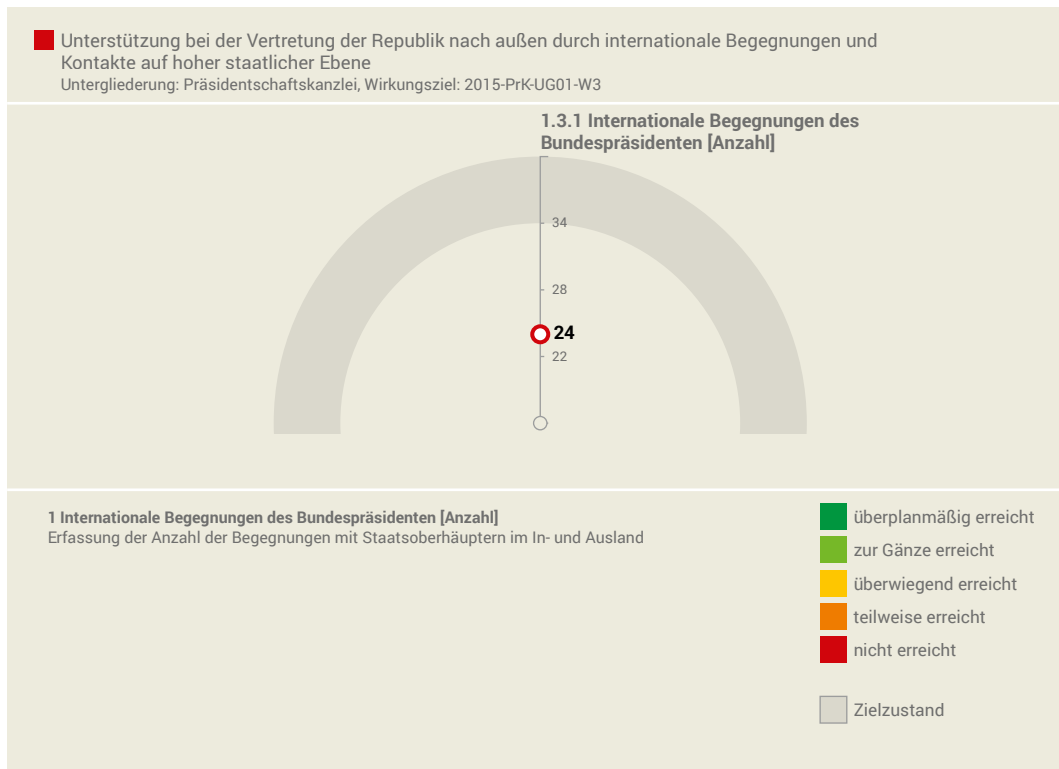 Unterstützung bei der Vertretung der Republik nach außen durch internationale Begegnungen und
Kontakte auf hoher staatlicher Ebene
Untergliederung: Präsidentschaftskanzlei, Wirkungsziel: 2015-PrK-UG01-W3
1.3.1 Internationale Begegnungen des
Bundespräsidenten [Anzahl]
34
28
24
22
1 Internationale Begegnungen des Bundespräsidenten [Anzahl]
Erfassung der Anzahl der Begegnungen mit Staatsoberhäuptern im In- und Ausland
überplanmäßig erreicht
zur Gänze erreicht
überwiegend erreicht
teilweise erreicht
nicht erreicht
Zielzustand